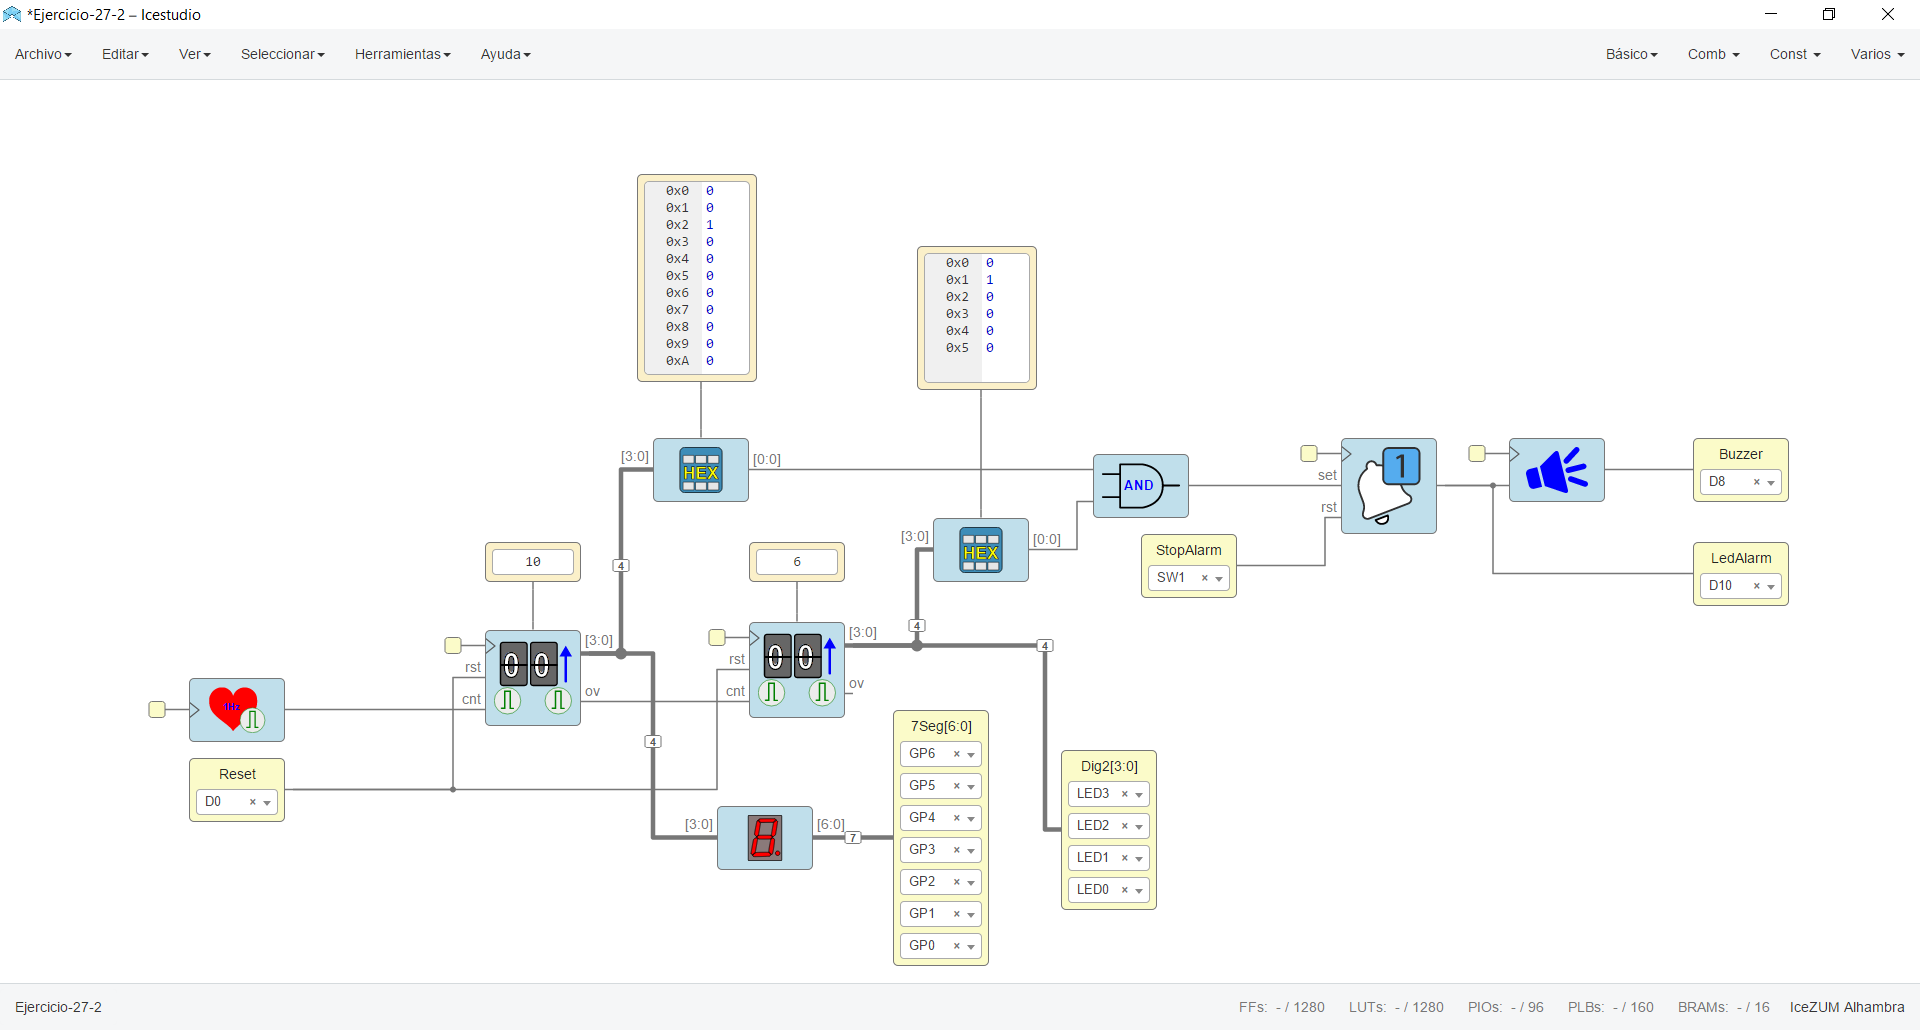 *Ejercicio-27-2 – Icestudio
Archivo Editar Ver Seleccionar Herramientas Ayuda Básico Comb Const Varios
0x0 0
0x1 0
0x2 1
0x3 0
0x4 0
0x5 0
0x6 0
0x7 0
0x8 0
0x9 0
0xA 0
0x0 0
0x1 1
0x2 0
0x3 0
0x4 0
0x5 0
[3:0] HEX [0:0]
[3:0] HEX [0:0]
AND
set
rst
1
Buzzer
D8
StopAlarm
SW1
LedAlarm
D10
10
6
4
4
4
4
rst
cnt
0 0
[3:0]
ov
rst
cnt
0 0
[3:0]
ov
1Hz
Reset
D0
[3:0] 8. [6:0] 7
7Seg[6:0]
GP6
GP5
GP4
GP3
GP2
GP1
GP0
Dig2[3:0]
LED3
LED2
LED1
LED0
Ejercicio-27-2 FFs: - / 1280 LUTs: - / 1280 PIOs: - / 96 PLBs: - / 160 BRAMs: - / 16 IceZUM Alhambra